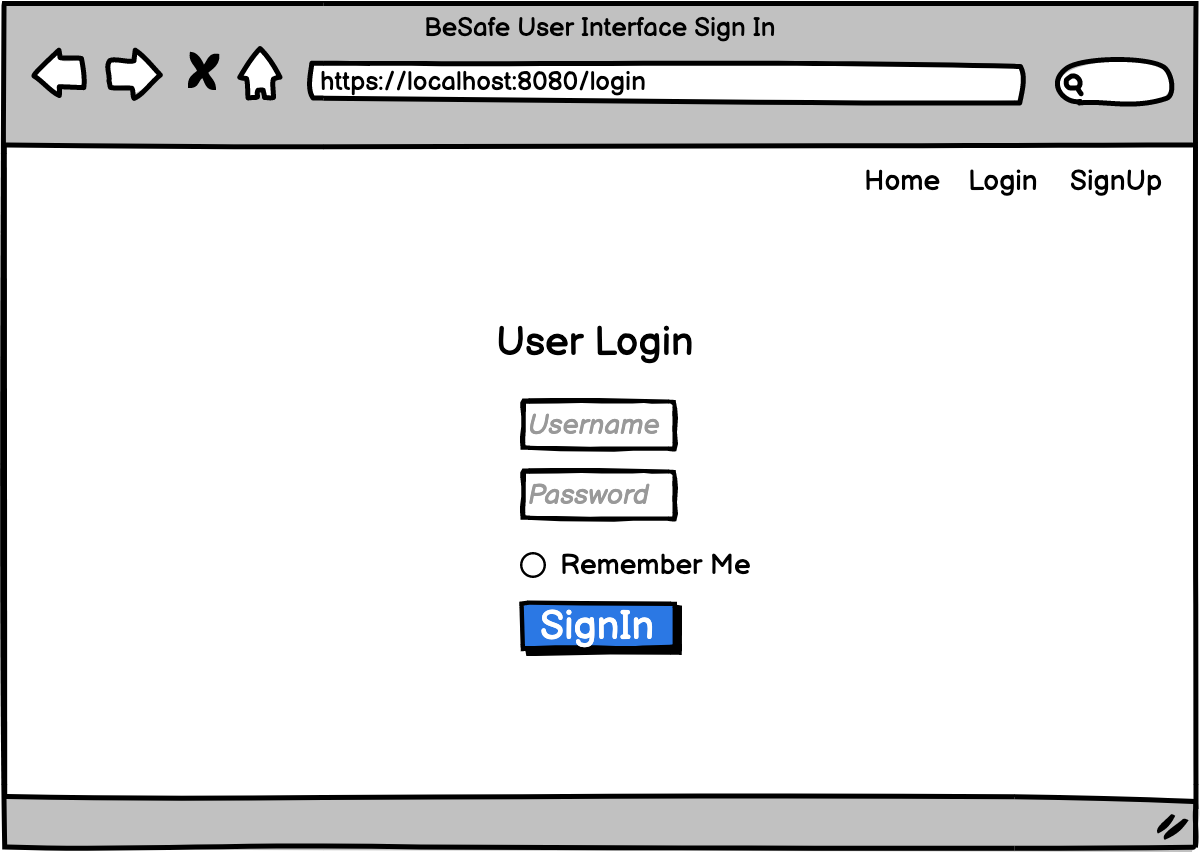 BeSafe User Interface Sign In
https://localhost:8080/login
Home Login SignUp
User Login
Username
Password
Remember Me
SignIn